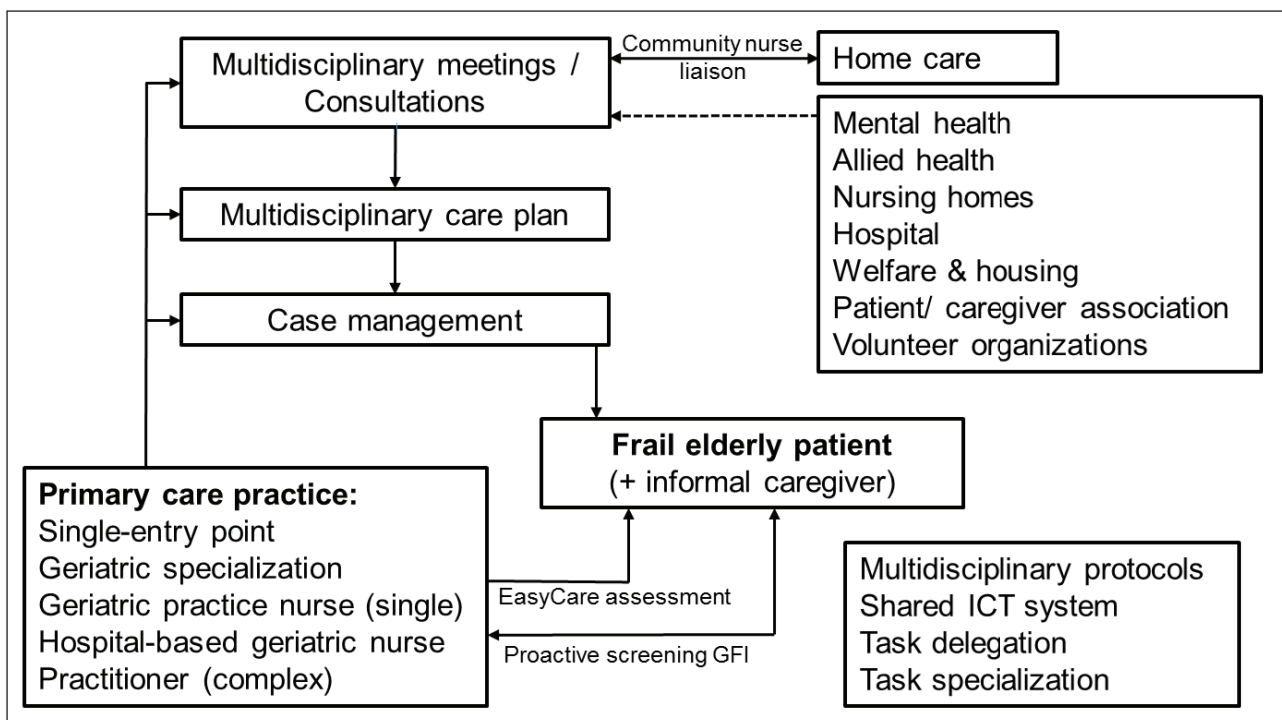 Multidisciplinary meetings /
Consultations
Community nurse
liaison
Home care
Mental health
Allied health
Nursing homes
Hospital
Welfare & housing
Patient/ caregiver association
Volunteer organizations
Multidisciplinary care plan
Case management
Frail elderly patient
(+ informal caregiver)
Primary care practice:
Single-entry point
Geriatric specialization
Geriatric practice nurse (single)
Hospital-based geriatric nurse
Practitioner (complex)
EasyCare assessment
Proactive screening GFI
Multidisciplinary protocols
Shared ICT system
Task delegation
Task specialization